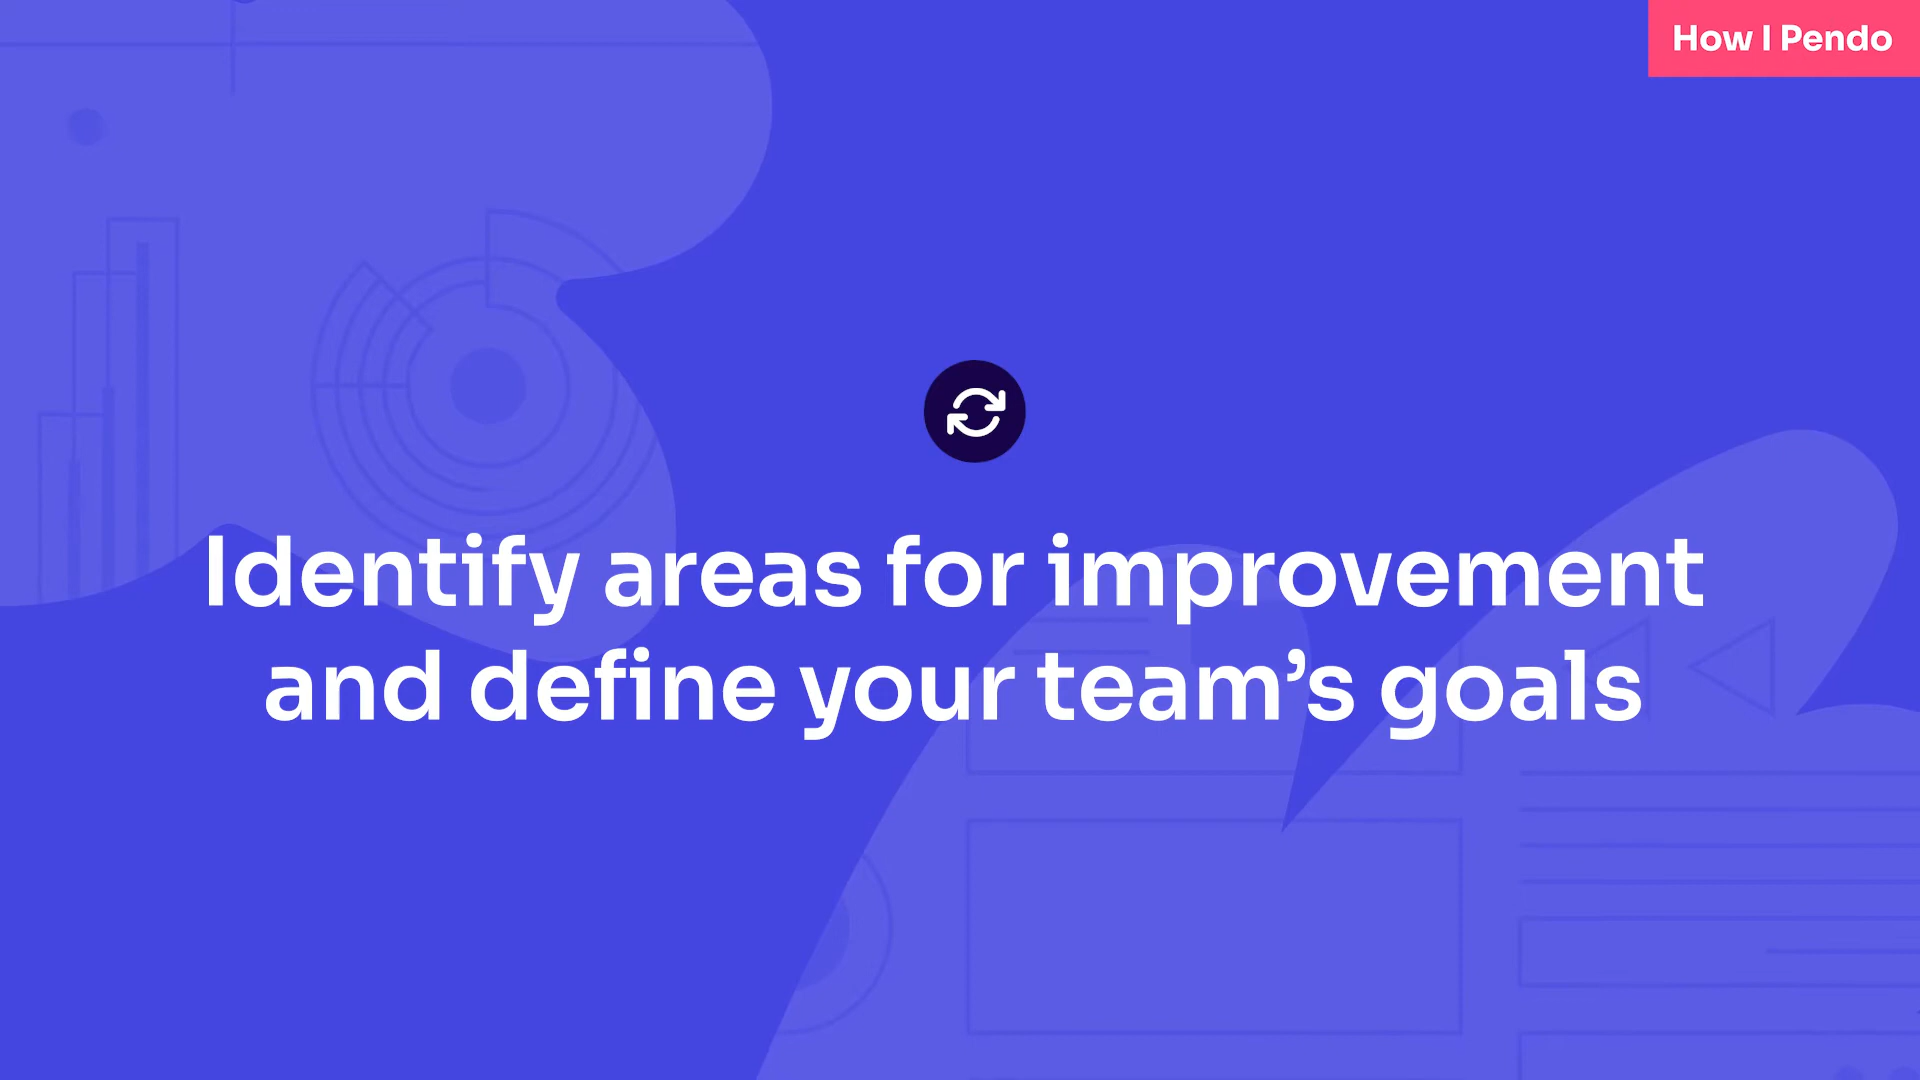 How I Pendo
Identify areas for improvement
and define your team’s goals